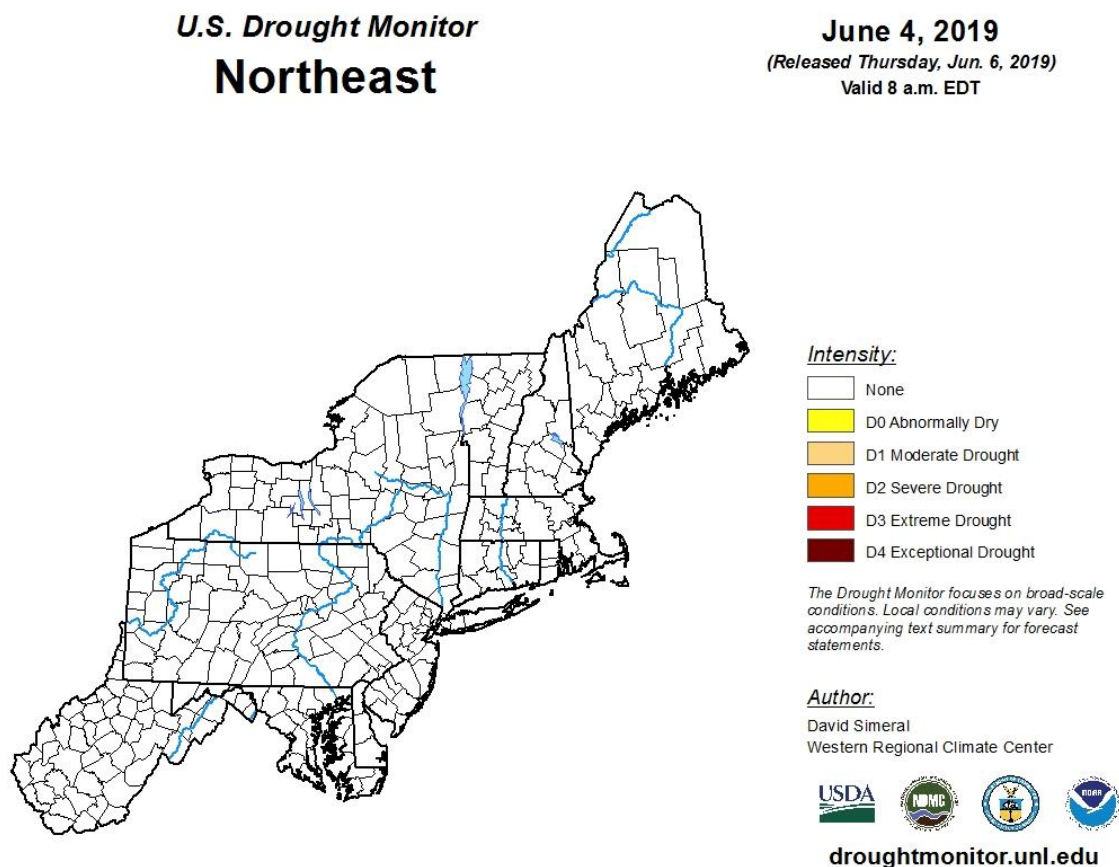 U.S. Drought Monitor
Northeast
June 4, 2019
(Released Thursday, Jun. 6, 2019)
Valid 8 a.m. EDT
Intensity:
None
D0 Abnormally Dry
D1 Moderate Drought
D2 Severe Drought
D3 Extreme Drought
D4 Exceptional Drought
The Drought Monitor focuses on broad-scale
conditions. Local conditions may vary. See
accompanying text summary for forecast
statements.
Author:
David Simeral
Western Regional Climate Center
USDA
NDMC
NOAA
droughtmonitor.unl.edu